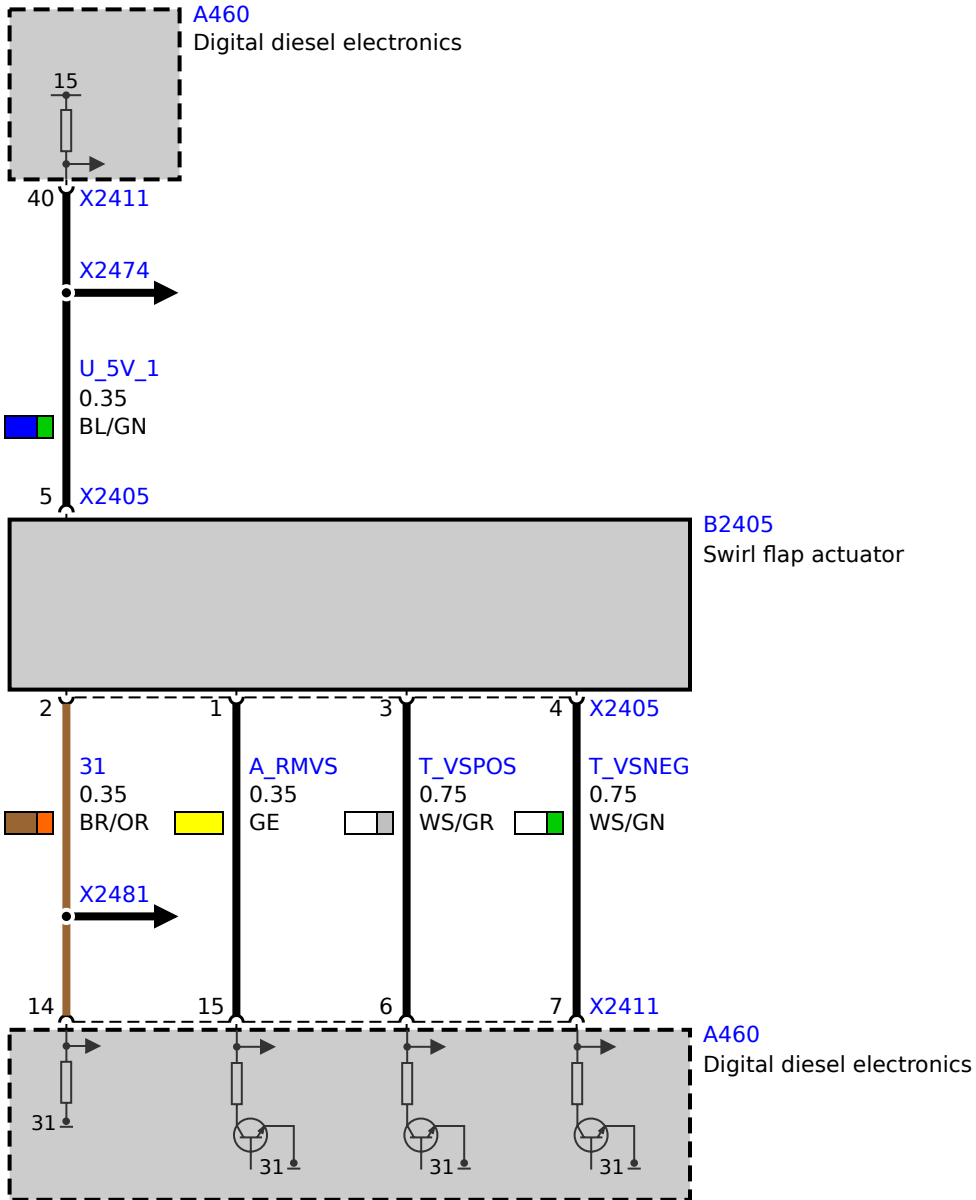 A460
Digital diesel electronics
15
40 X2411
X2474
U_5V_1
0.35
BL/GN
5 X2405
B2405
Swirl flap actuator
2 1 3 4 X2405
31 A_RMVS T_VSPOS T_VSNEG
0.35 0.35 0.75 0.75
BR/OR GE WS/GR WS/GN
X2481
14 15 6 7 X2411
A460
Digital diesel electronics
31
31 31 31